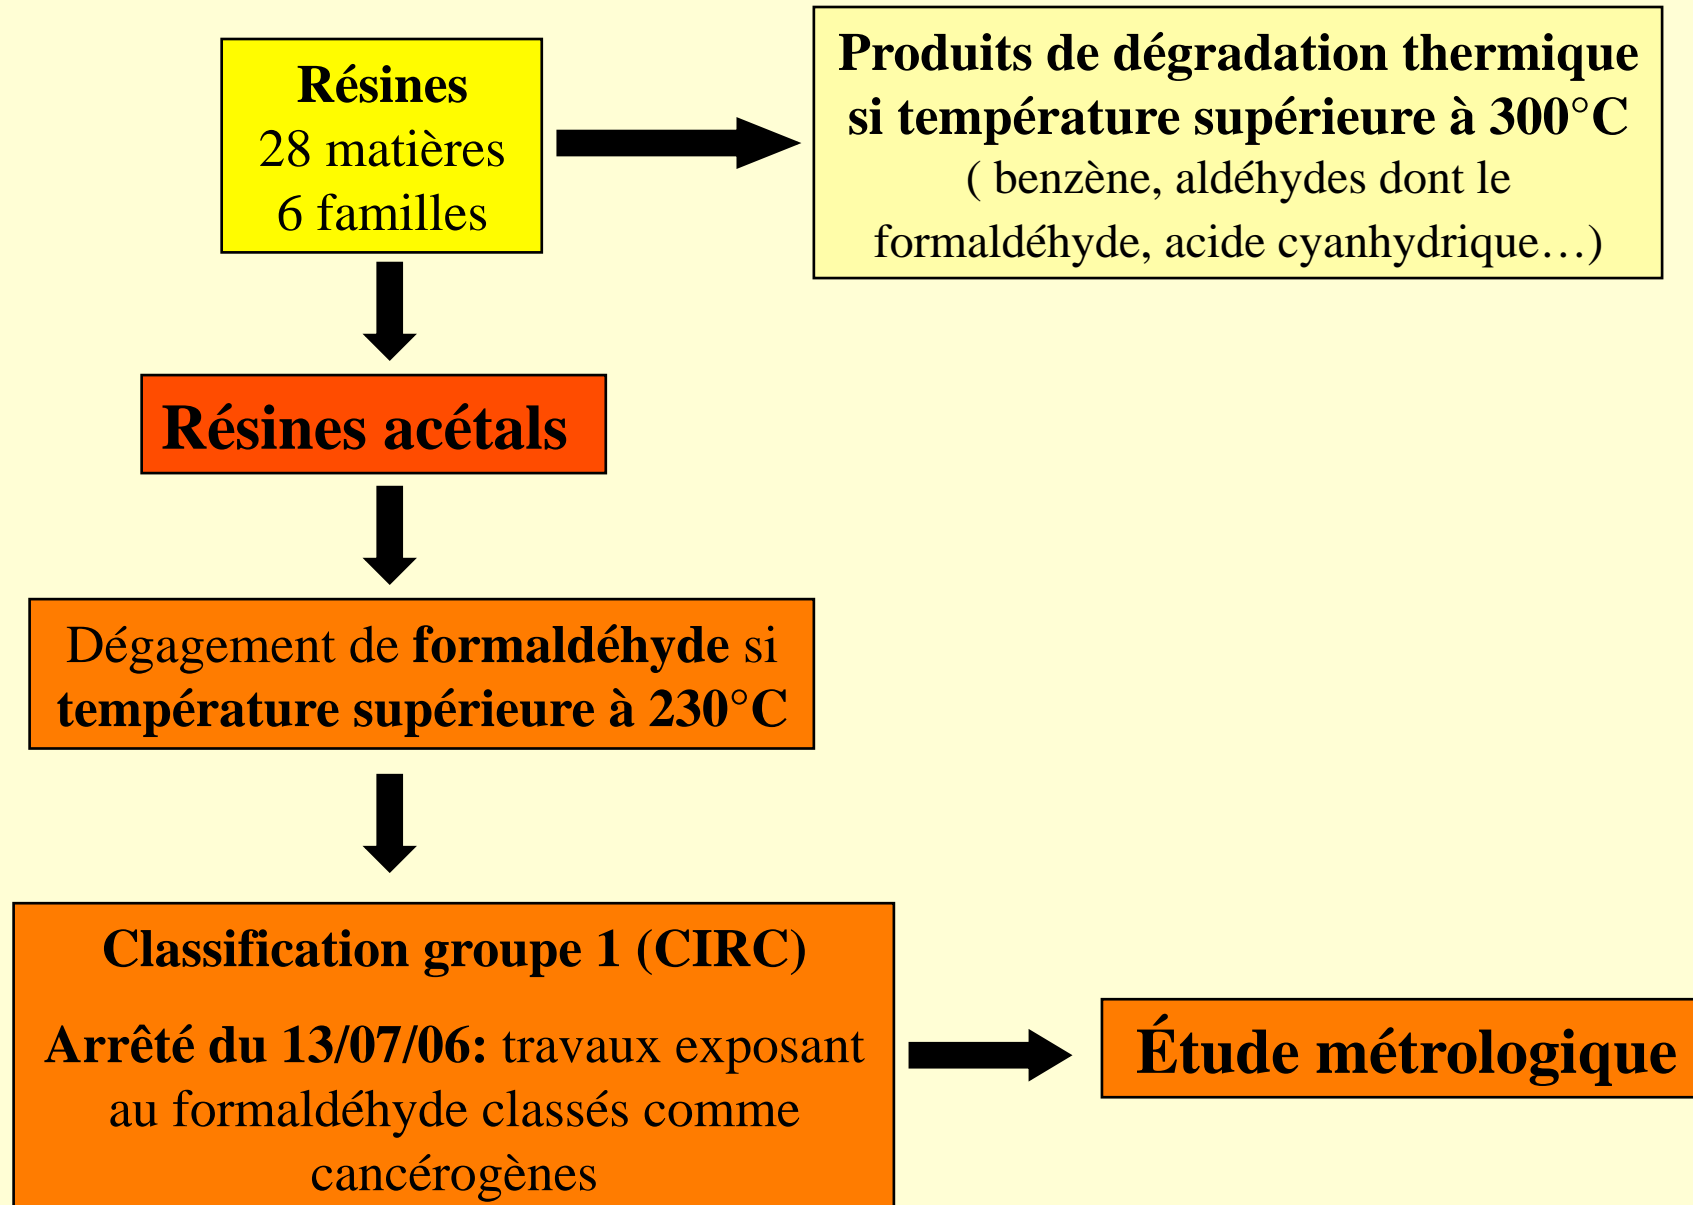 Résines
28 matières
6 familles
Produits de dégradation thermique
si température supérieure à 300°C
( benzène, aldéhydes dont le
formaldéhyde, acide cyanhydrique…)
Résines acétals
Dégagement de formaldéhyde si
température supérieure à 230°C
Classification groupe 1 (CIRC)
Arrêté du 13/07/06: travaux exposant
au formaldéhyde classés comme
cancérogènes
Étude métrologique